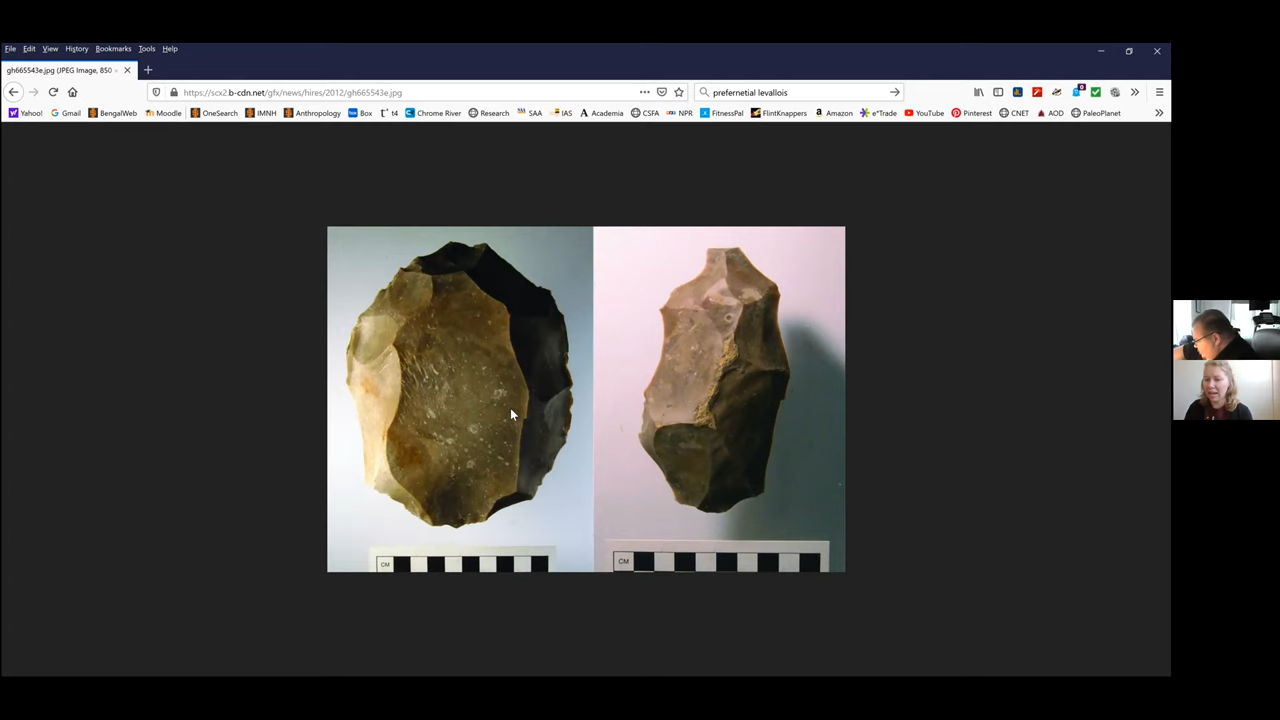 File Edit View History Bookmarks Tools Help
gh665543e.jpg (JPEG Image, 850
https://scx2.b-cdn.net/gfx/news/hires/2012/gh665543e.jpg
prefernetial levallois
Yahoo! Gmail BengalWeb Moodle OneSearch IMNH Anthropology Box t4 Chrome River Research SAA IAS Academia CSFA NPR FitnessPal FlintKnappers Amazon e*Trade YouTube Pinterest CNET AOD PaleoPlanet
CM
CM